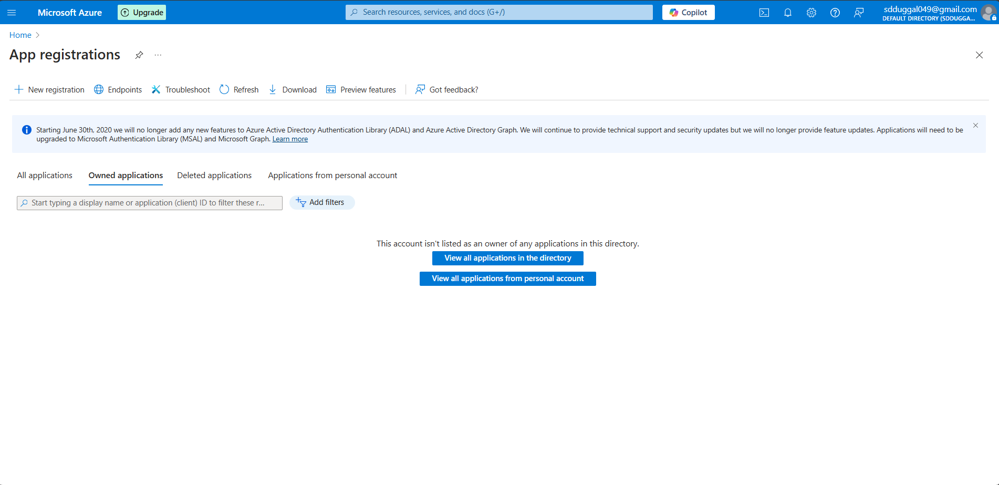 Microsoft Azure
Upgrade
Search resources, services, and docs (G+/)
Copilot
sdduggal049@gmail.com
DEFAULT DIRECTORY (SDDUGGA...
Home
App registrations
...
New registration
Endpoints
Troubleshoot
Refresh
Download
Preview features
Got feedback?
Starting June 30th, 2020 we will no longer add any new features to Azure Active Directory Authentication Library (ADAL) and Azure Active Directory Graph. We will continue to provide technical support and security updates but we will no longer provide feature updates. Applications will need to be
upgraded to Microsoft Authentication Library (MSAL) and Microsoft Graph. Learn more
All applications
Owned applications
Deleted applications
Applications from personal account
Start typing a display name or application (client) ID to filter these r...
Add filters
This account isn't listed as an owner of any applications in this directory.
View all applications in the directory
View all applications from personal account